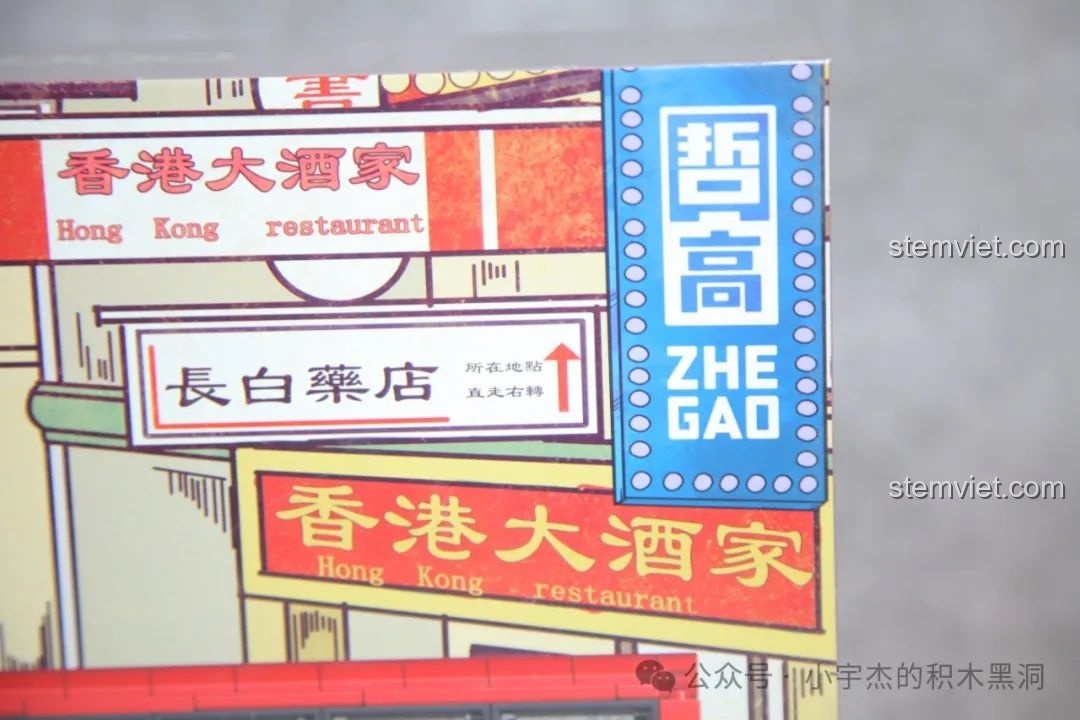 書
香港大酒家
Hong Kong restaurant
哲高
ZHE
GAO
長白藥店
所在地點
直走右轉
香港大酒家
Hong Kong restaurant
stemviet.com
stemviet.com
公众号 · 小宇杰的积木黑洞